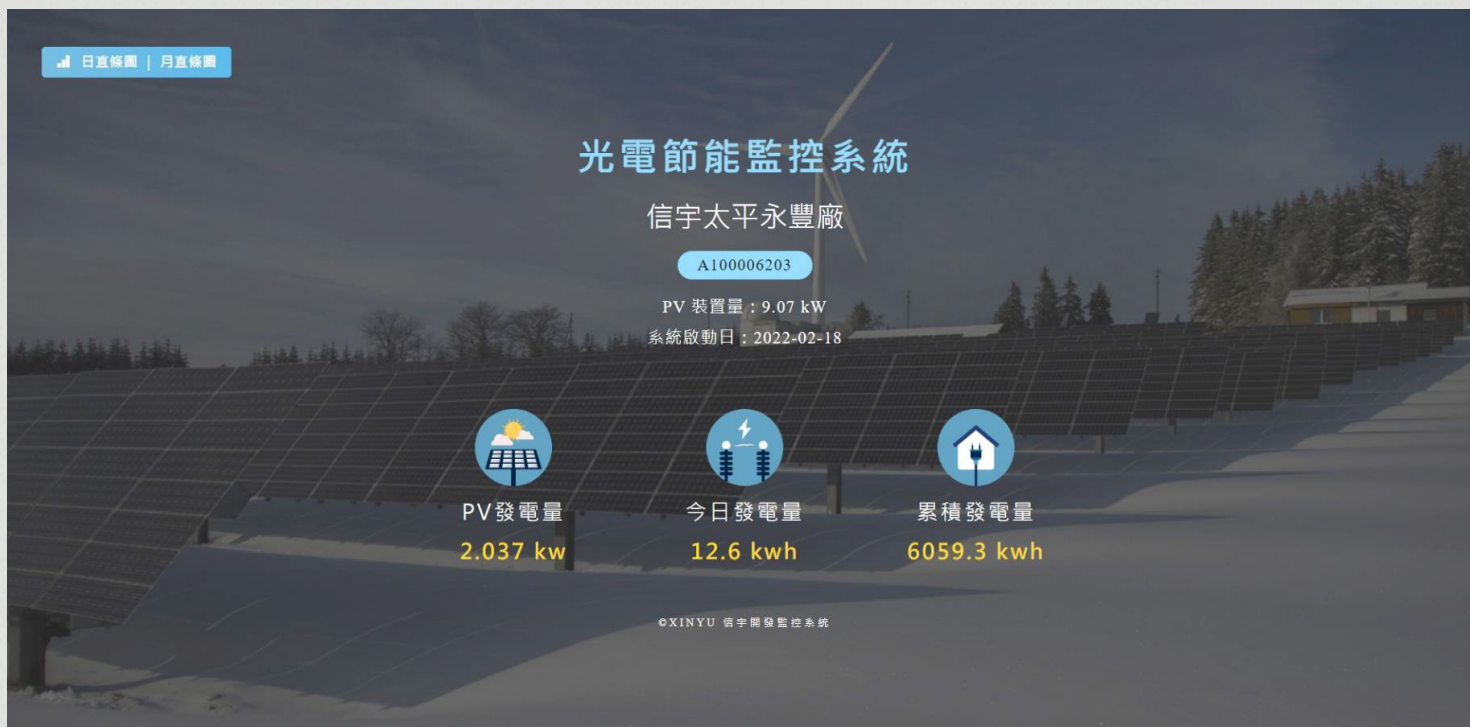 日直條圖 | 月直條圖
光電節能監控系統
信宇太平永豐廠
A100006203
PV 裝置量：9.07 kW
系統啟動日：2022-02-18
PV發電量
今日發電量
累積發電量
2.037 kw
12.6 kwh
6059.3 kwh
©XINYU 信宇開發監控系統